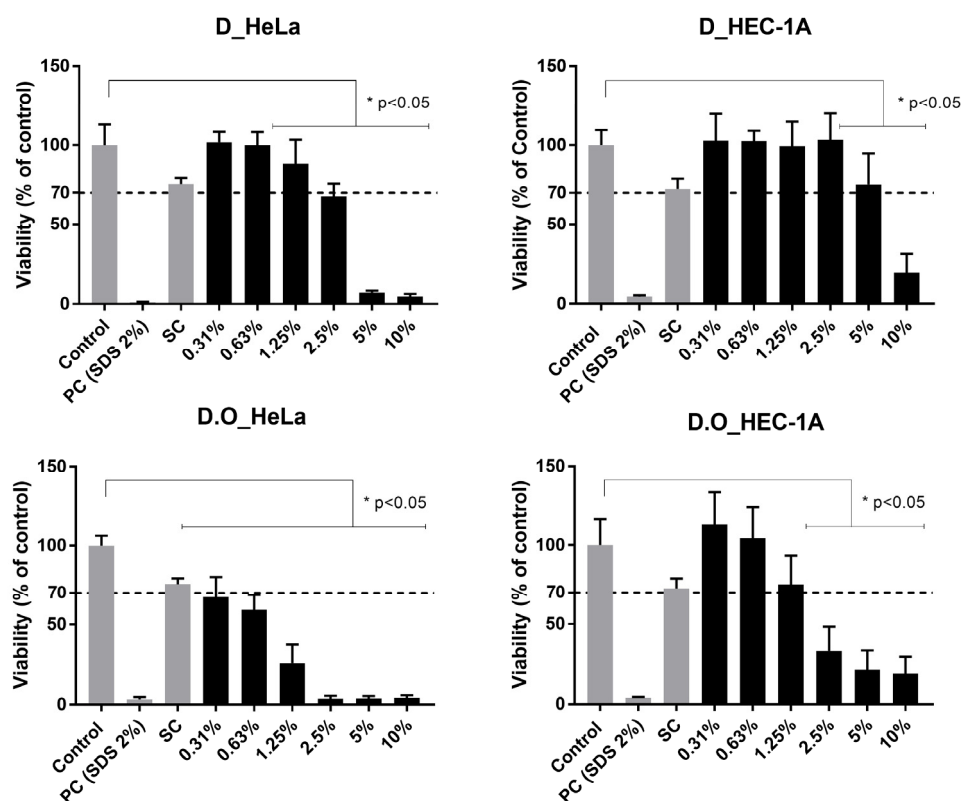 D_HeLa
Viability (% of control)
150
100
70
50
0
* p<0.05
Control
PC (SDS 2%)
SC
0.31%
0.63%
1.25%
2.5%
5%
10%
D_HEC-1A
Viability (% of Control)
150
100
70
50
0
* p<0.05
Control
PC (SDS 2%)
SC
0.31%
0.63%
1.25%
2.5%
5%
10%
D.O_HeLa
Viability (% of control)
150
100
70
50
0
* p<0.05
Control
PC (SDS 2%)
SC
0.31%
0.63%
1.25%
2.5%
5%
10%
D.O_HEC-1A
Viability (% of control)
150
100
70
50
0
* p<0.05
Control
PC (SDS 2%)
SC
0.31%
0.63%
1.25%
2.5%
5%
10%